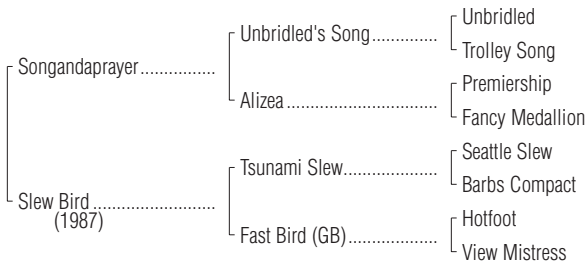 Unbridled
Unbridled's Song
Trolley Song
Songandaprayer
Premiership
Alizea
Fancy Medallion
Seattle Slew
Tsunami Slew
Barbs Compact
Slew Bird
(1987)
Hotfoot
Fast Bird (GB)
View Mistress